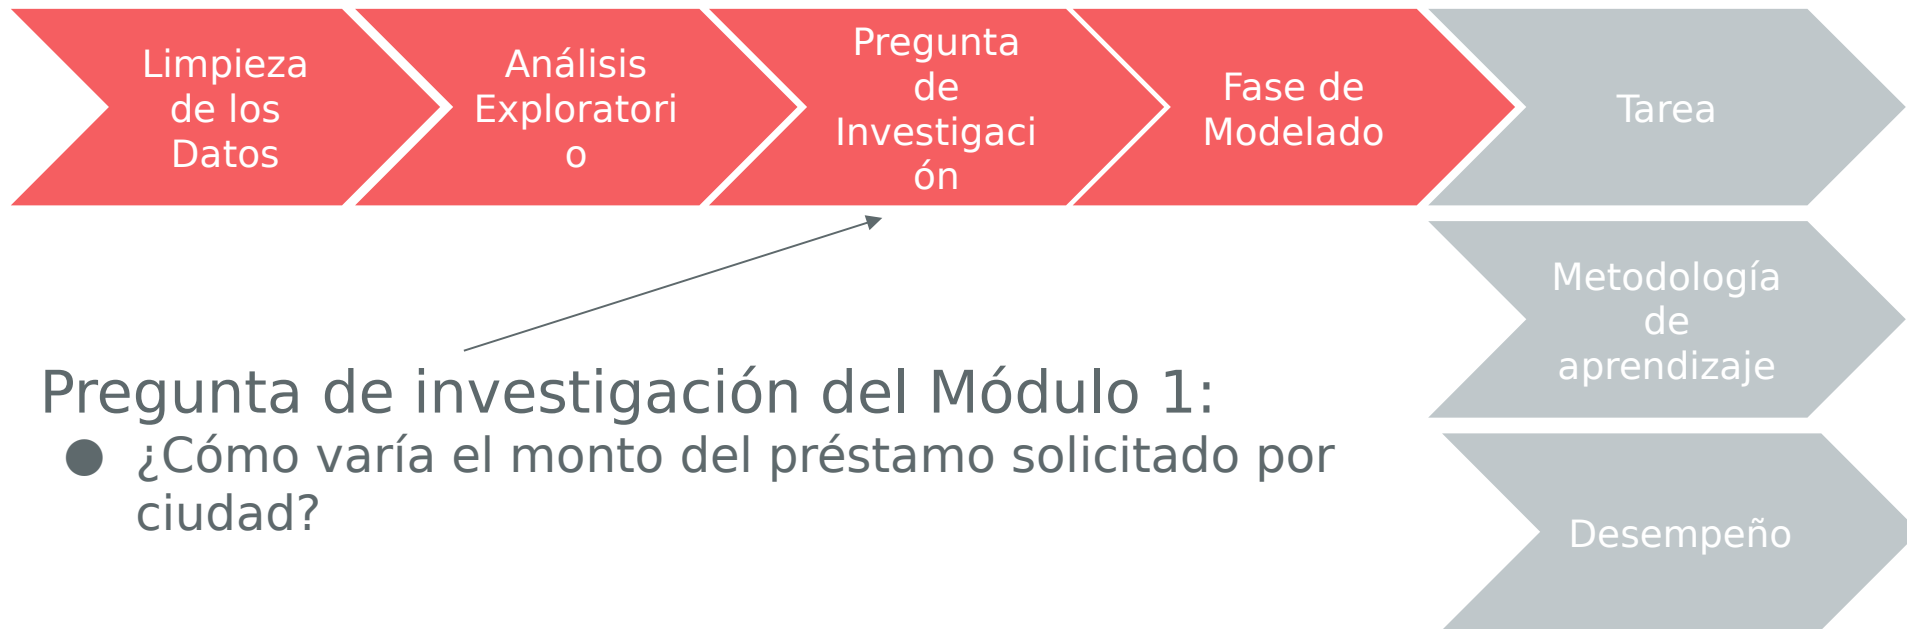 Limpieza
de los
Datos
Análisis
Exploratori
o
Pregunta
de
Investigaci
ón
Fase de
Modelado
Tarea
Metodología
de
aprendizaje
Desempeño
Pregunta de investigación del Módulo 1:
● ¿Cómo varía el monto del préstamo solicitado por
ciudad?